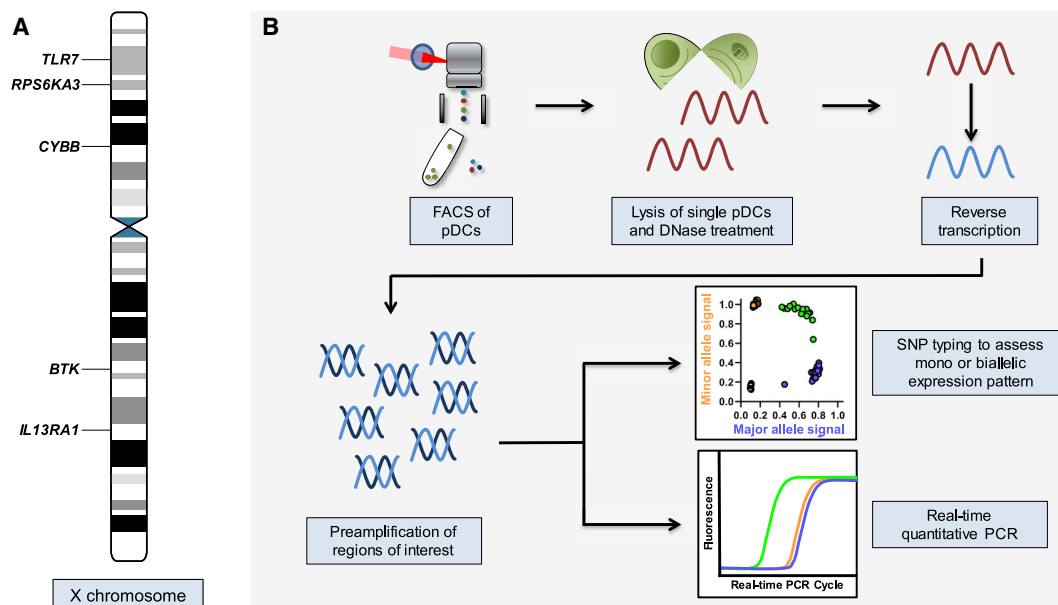 A
TLR7
RPS6KA3
CYBB
BTK
IL13RA1
X chromosome
B
FACS of
pDCs
Lysis of single pDCs
and DNase treatment
Reverse
transcription
Preamplification of
regions of interest
Minor allele signal
1.0
0.8
0.6
0.4
0.2
0.0
0.0 0.2 0.4 0.6 0.8 1.0
Major allele signal
SNP typing to assess
mono or biallelic
expression pattern
Fluorescence
Real-time PCR Cycle
Real-time
quantitative PCR